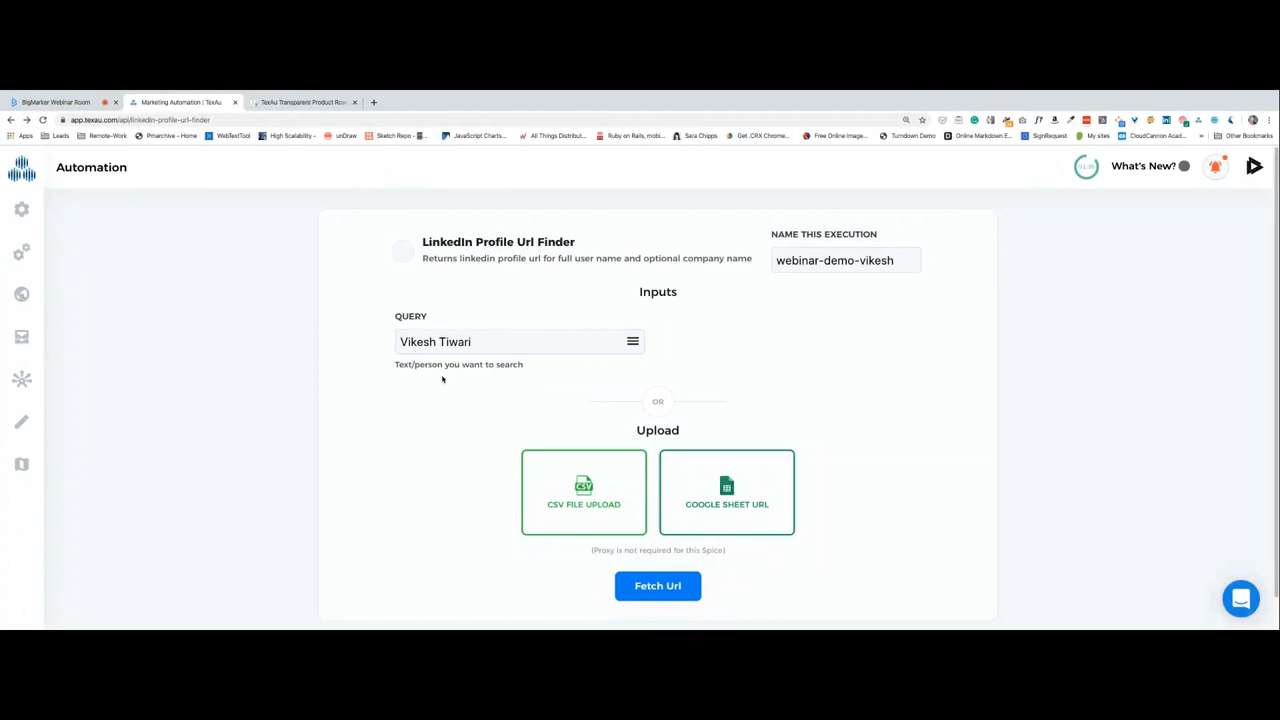 BigMarker Webinar Room
Marketing Automation | TexAu
TexAu Transparent Product Roa
app.texau.com/api/linkedin-profile-url-finder
Apps Leads Remote-Work Pmarchive - Home WebTextTool High Scalability - unDraw Sketch Repo - JavaScript Charts... All Things Distribut... Ruby on Rails, mobi... Sara Chipps Get .CRX Chrome... Free Online Image... Turndown Demo Online Markdown E... SignRequest My sites CloudCannon Acad... » Other Bookmarks
Automation
What's New?
LinkedIn Profile Url Finder
Returns linkedin profile url for full user name and optional company name
NAME THIS EXECUTION
webinar-demo-vikesh
Inputs
QUERY
Vikesh Tiwari
Text/person you want to search
OR
Upload
CSV
CSV FILE UPLOAD
GOOGLE SHEET URL
(Proxy is not required for this Spice)
Fetch Url